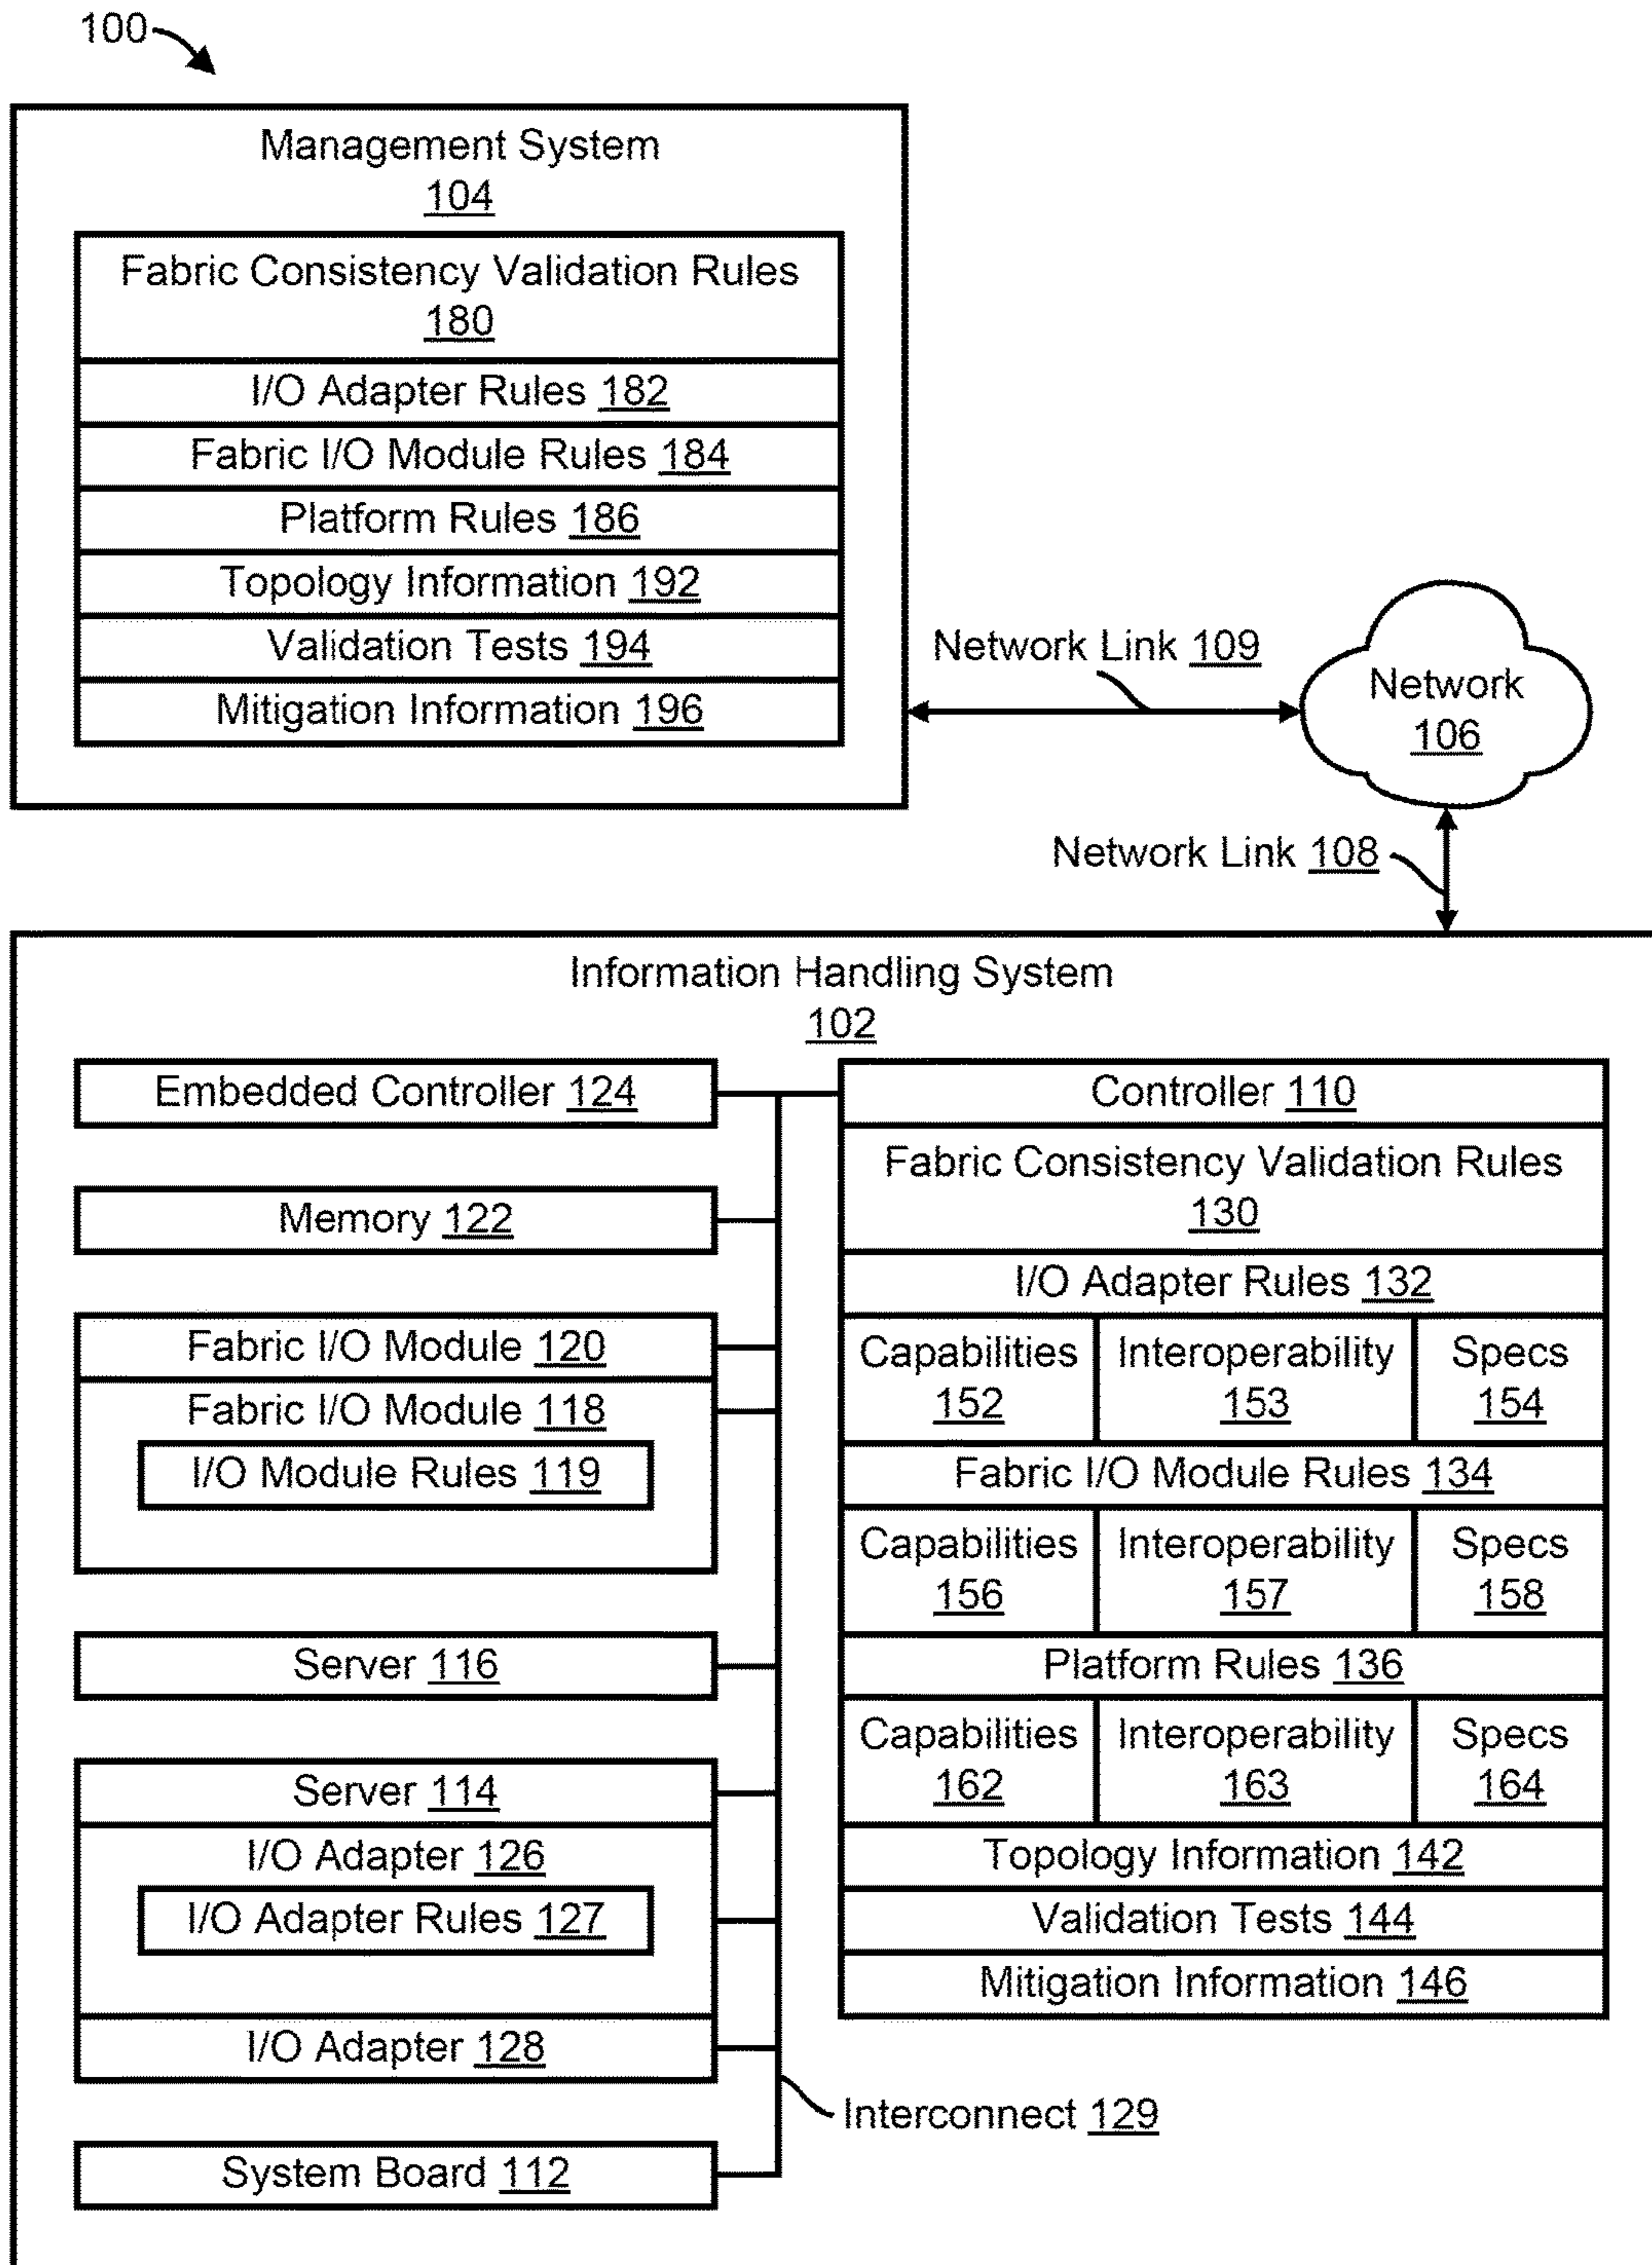 100
Management System
104
Fabric Consistency Validation Rules
180
I/O Adapter Rules 182
Fabric I/O Module Rules 184
Platform Rules 186
Topology Information 192
Validation Tests 194
Mitigation Information 196
Network Link 109
Network
106
Network Link 108
Information Handling System
102
Embedded Controller 124
Memory 122
Fabric I/O Module 120
Fabric I/O Module 118
I/O Module Rules 119
Server 116
Server 114
I/O Adapter 126
I/O Adapter Rules 127
I/O Adapter 128
System Board 112
Interconnect 129
Controller 110
Fabric Consistency Validation Rules
130
I/O Adapter Rules 132
Capabilities
152
Interoperability
153
Specs
154
Fabric I/O Module Rules 134
Capabilities
156
Interoperability
157
Specs
158
Platform Rules 136
Capabilities
162
Interoperability
163
Specs
164
Topology Information 142
Validation Tests 144
Mitigation Information 146